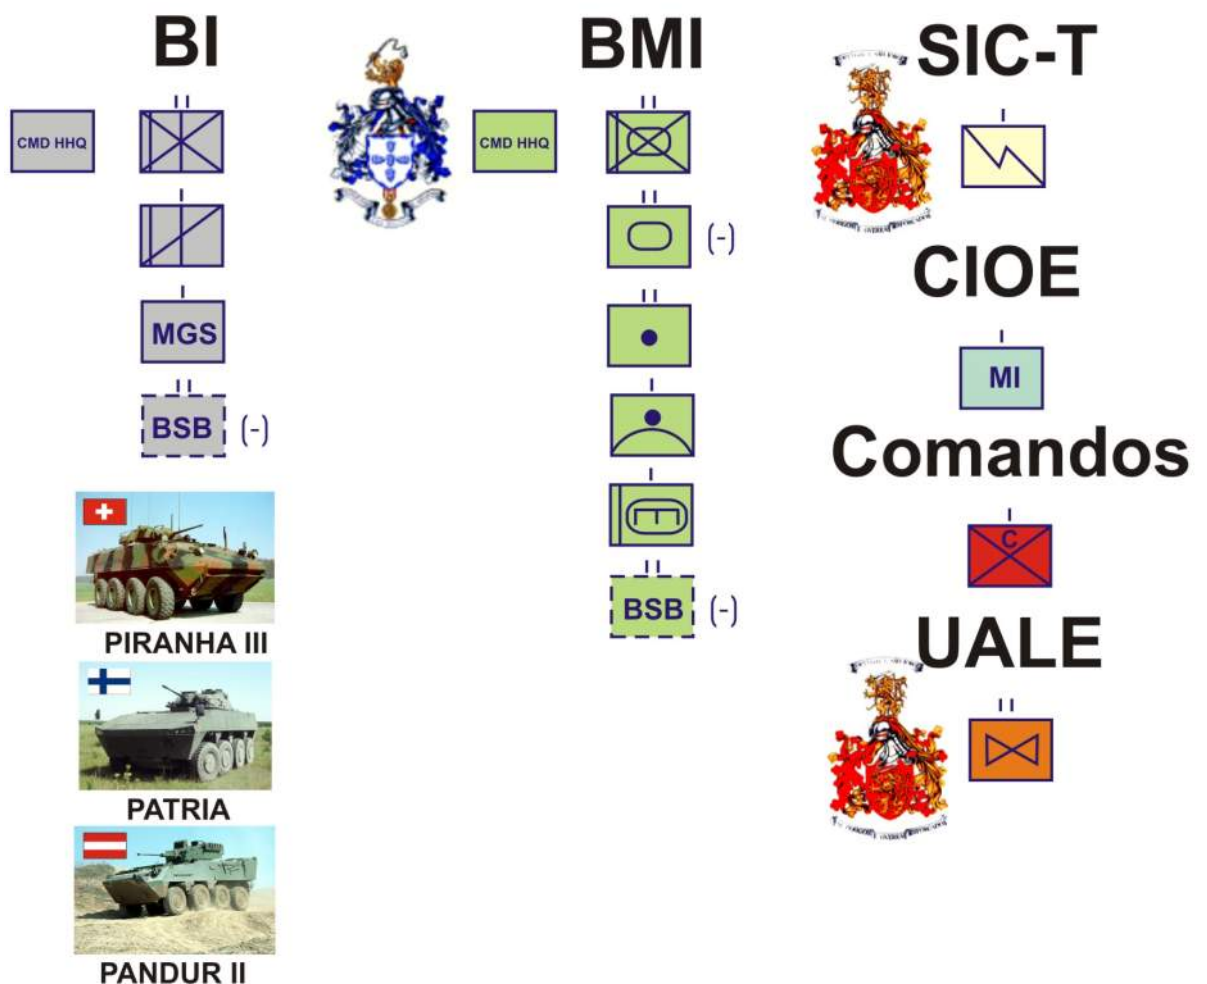 BI
CMD HHQ
MGS
BSB (-)
PIRANHA III
PATRIA
PANDUR II
BMI
CMD HHQ
(-)
BSB (-)
SIC-T
CIOE
MI
Comandos
C
UALE